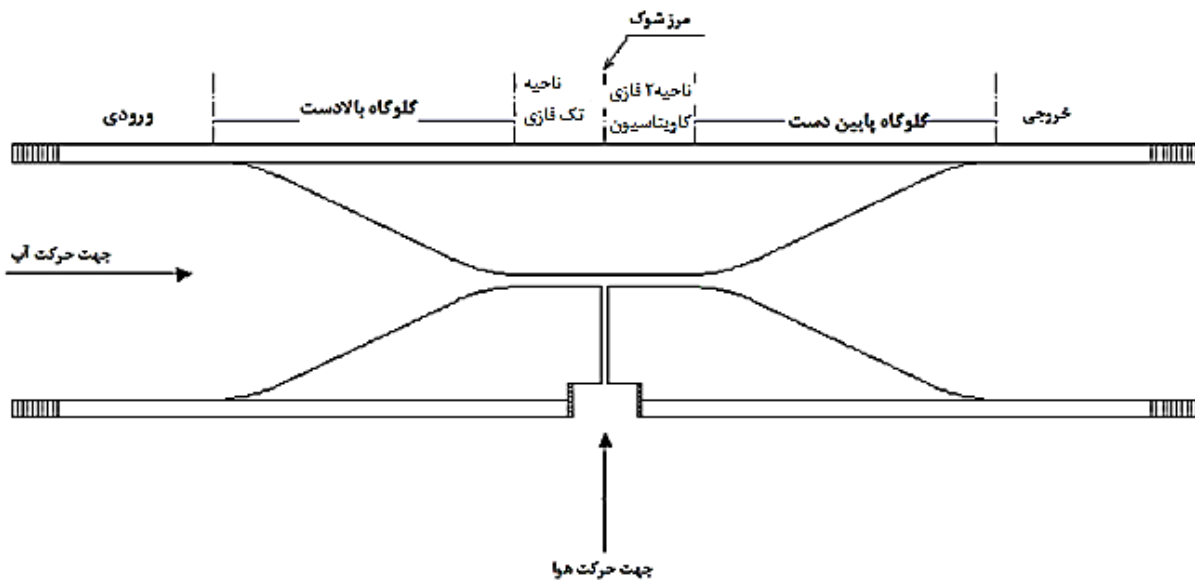 مرز شوک
ورودی
گلوگاه بالادست
ناحیه
تک فازی
ناحیه۲ فازی
کاویتاسیون
گلوگاه پایین دست
خروجی
جهت حرکت آب
جهت حرکت هوا